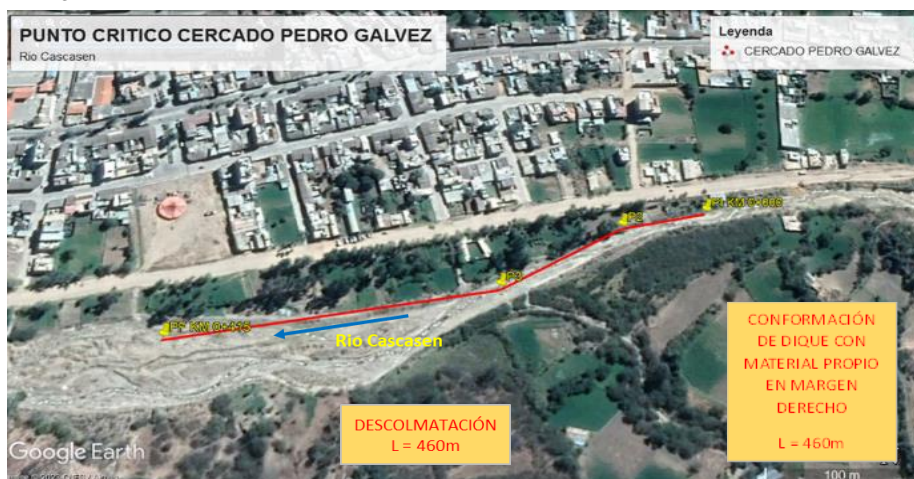 PUNTO CRITICO CERCADO PEDRO GALVEZ
Rio Cascasen
Leyenda
CERCADO PEDRO GALVEZ
P2
P3
Rio Cascasen
CONFORMACIÓN
DE DIQUE CON
MATERIAL PROPIO
EN MARGEN
DERECHO
L = 460m
DESCOLMATACIÓN
L = 460m
Google Earth
100 m